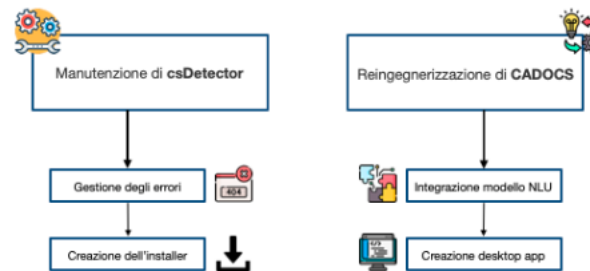 Manutenzione di csDetector
Reingegnerizzazione di CADOCS
Gestione degli errori
404
Integrazione modello NLU
Creazione dell'installer
Creazione desktop app